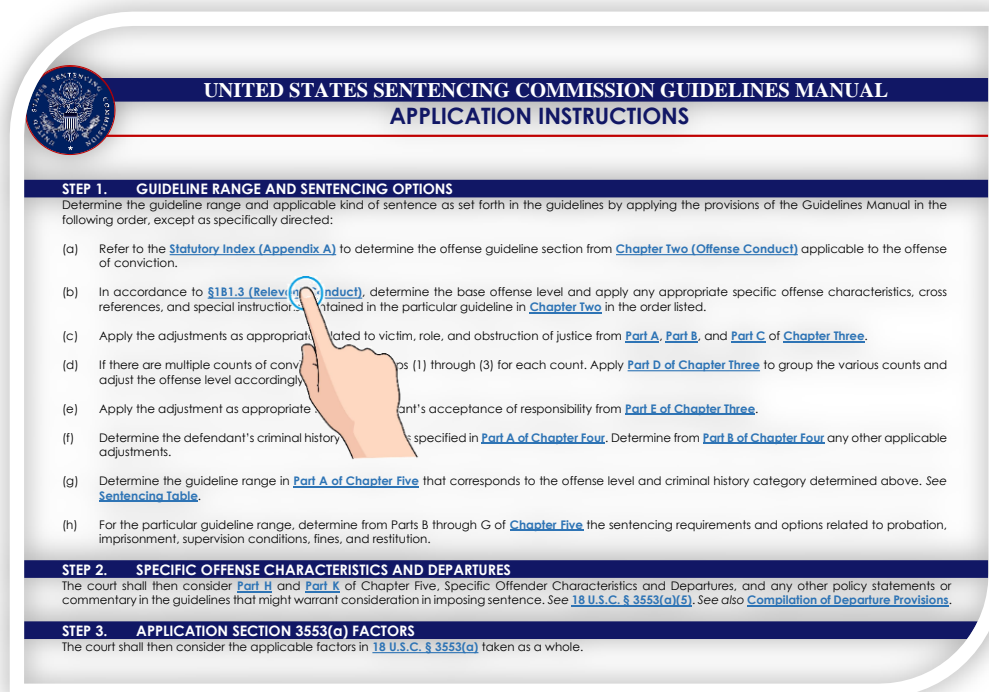 UNITED STATES SENTENCING COMMISSION GUIDELINES MANUAL
APPLICATION INSTRUCTIONS
STEP 1. GUIDELINE RANGE AND SENTENCING OPTIONS
Determine the guideline range and applicable kind of sentence as set forth in the guidelines by applying the provisions of the Guidelines Manual in the
following order, except as specifically directed:
(a) Refer to the Statutory Index (Appendix A) to determine the offense guideline section from Chapter Two (Offense Conduct) applicable to the offense
of conviction.
(b) In accordance to §1B1.3 (Relevant Conduct), determine the base offense level and apply any appropriate specific offense characteristics, cross
references, and special instructions contained in the particular guideline in Chapter Two in the order listed.
(c) Apply the adjustments as appropriate related to victim, role, and obstruction of justice from Part A, Part B, and Part C of Chapter Three.
(d) If there are multiple counts of (1) through (3) for each count. Apply Part D of Chapter Three to group the various counts and
adjust the offense level accordingly
(e) Apply the adjustment as appropriate acceptance of responsibility from Part E of Chapter Three.
(f) Determine the defendant's criminal history specified in Part A of Chapter Four. Determine from Part B of Chapter Four any other applicable
adjustments.
(g) Determine the guideline range in Part A of Chapter Five that corresponds to the offense level and criminal history category determined above. See
Sentencing Table.
(h) For the particular guideline range, determine from Parts B through G of Chapter Five the sentencing requirements and options related to probation,
imprisonment, supervision conditions, fines, and restitution.
STEP 2. SPECIFIC OFFENSE CHARACTERISTICS AND DEPARTURES
The court shall then consider Part H and Part K of Chapter Five, Specific Offender Characteristics and Departures, and any other policy statements or
commentary in the guidelines that might warrant consideration in imposing sentence. See 18 U.S.C. § 3553(a)(5). See also Compilation of Departure Provisions.
STEP 3. APPLICATION SECTION 3553(a) FACTORS
The court shall then consider the applicable factors in 18 U.S.C. § 3553(a) taken as a whole.